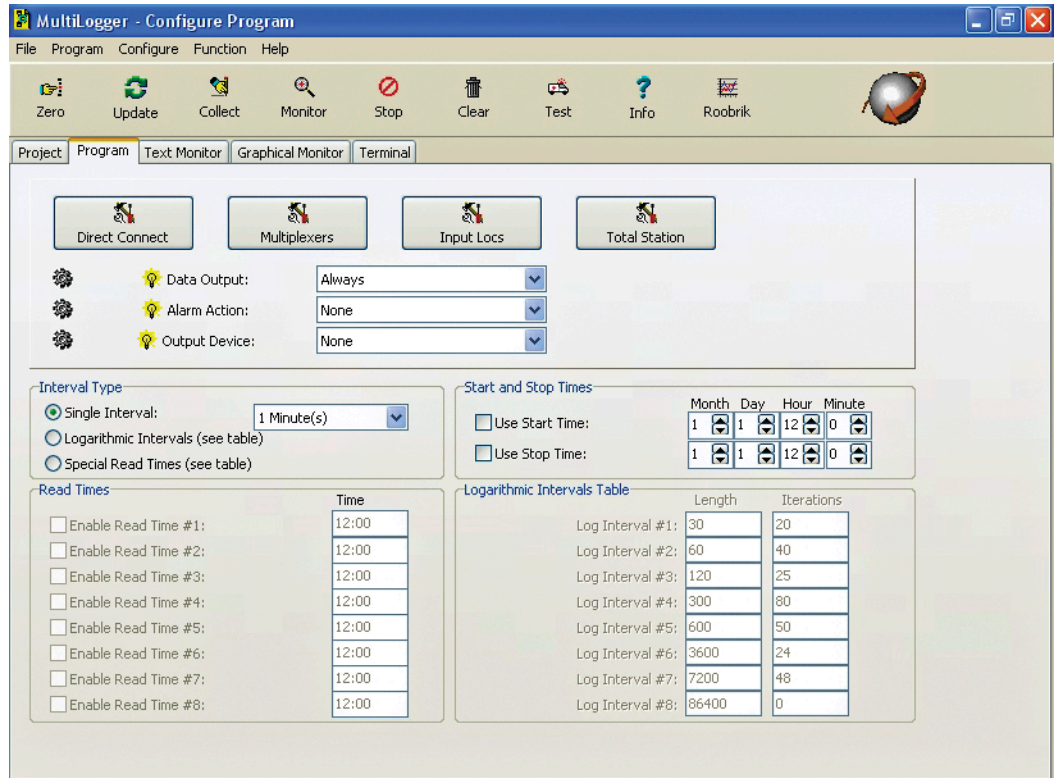 MultiLogger - Configure Program
File Program Configure Function Help
Zero Update Collect Monitor Stop Clear Test Info Roobrik
Project Program Text Monitor Graphical Monitor Terminal
Direct Connect Multiplexers Input Locs Total Station
Data Output: Always
Alarm Action: None
Output Device: None
Interval Type
Single Interval: 1 Minute(s)
Logarithmic Intervals (see table)
Special Read Times (see table)
Start and Stop Times
Month Day Hour Minute
Use Start Time: 1 1 12 0
Use Stop Time: 1 1 12 0
Read Times
Time
Enable Read Time #1: 12:00
Enable Read Time #2: 12:00
Enable Read Time #3: 12:00
Enable Read Time #4: 12:00
Enable Read Time #5: 12:00
Enable Read Time #6: 12:00
Enable Read Time #7: 12:00
Enable Read Time #8: 12:00
Logarithmic Intervals Table
Length Iterations
Log Interval #1: 30 20
Log Interval #2: 60 40
Log Interval #3: 120 25
Log Interval #4: 300 80
Log Interval #5: 600 50
Log Interval #6: 3600 24
Log Interval #7: 7200 48
Log Interval #8: 86400 0